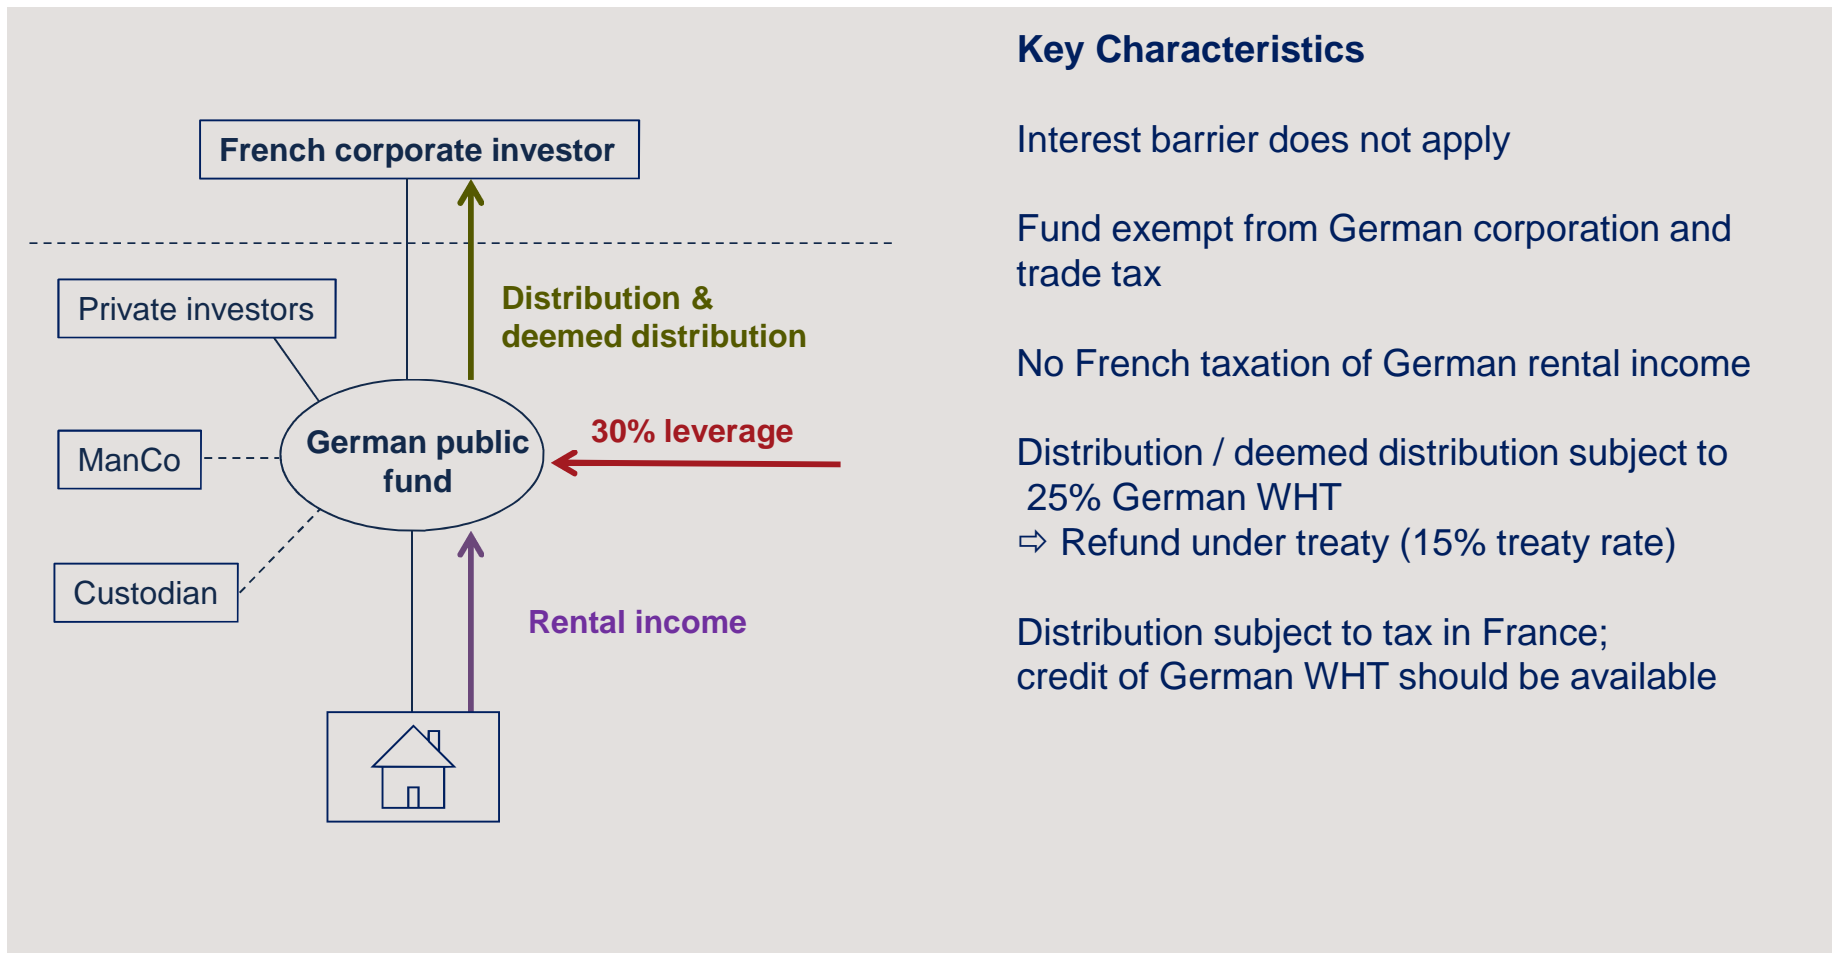 French corporate investor
Private investors
Distribution &
deemed distribution
German public
fund
30% leverage
ManCo
Custodian
Rental income
Key Characteristics
Interest barrier does not apply
Fund exempt from German corporation and
trade tax
No French taxation of German rental income
Distribution / deemed distribution subject to
25% German WHT
⇨ Refund under treaty (15% treaty rate)
Distribution subject to tax in France;
credit of German WHT should be available